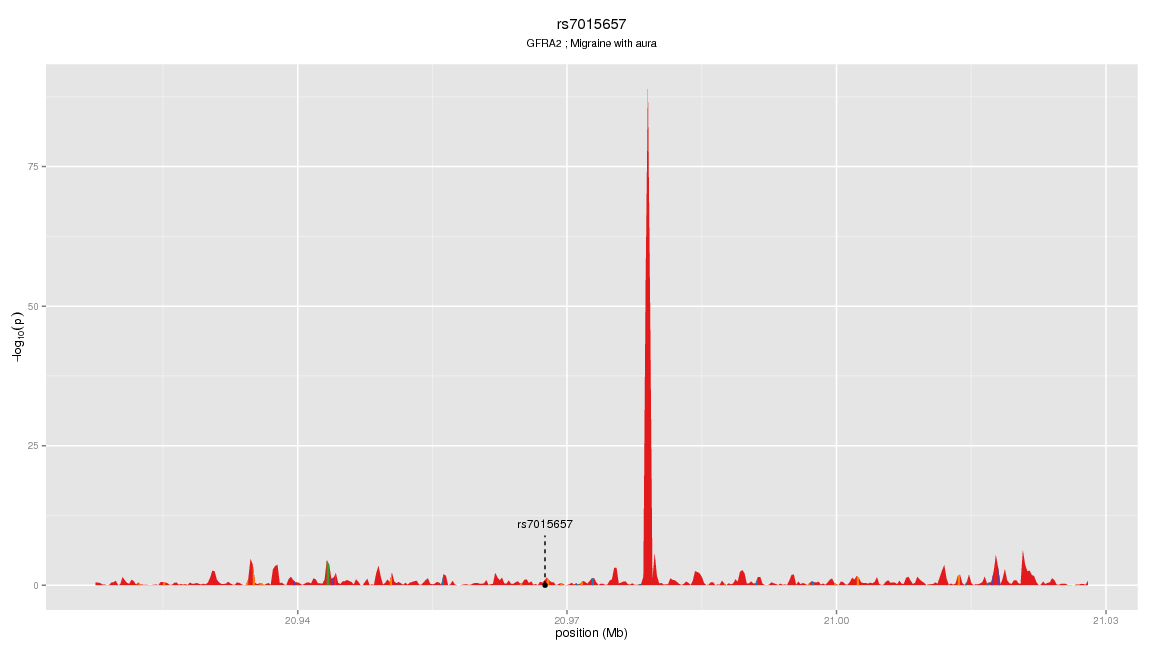 rs7015657
GFRA2 ; Migraine with aura
−log₁₀(p)
75
50
25
0
rs7015657
20.94
20.97
21.00
21.03
position (Mb)